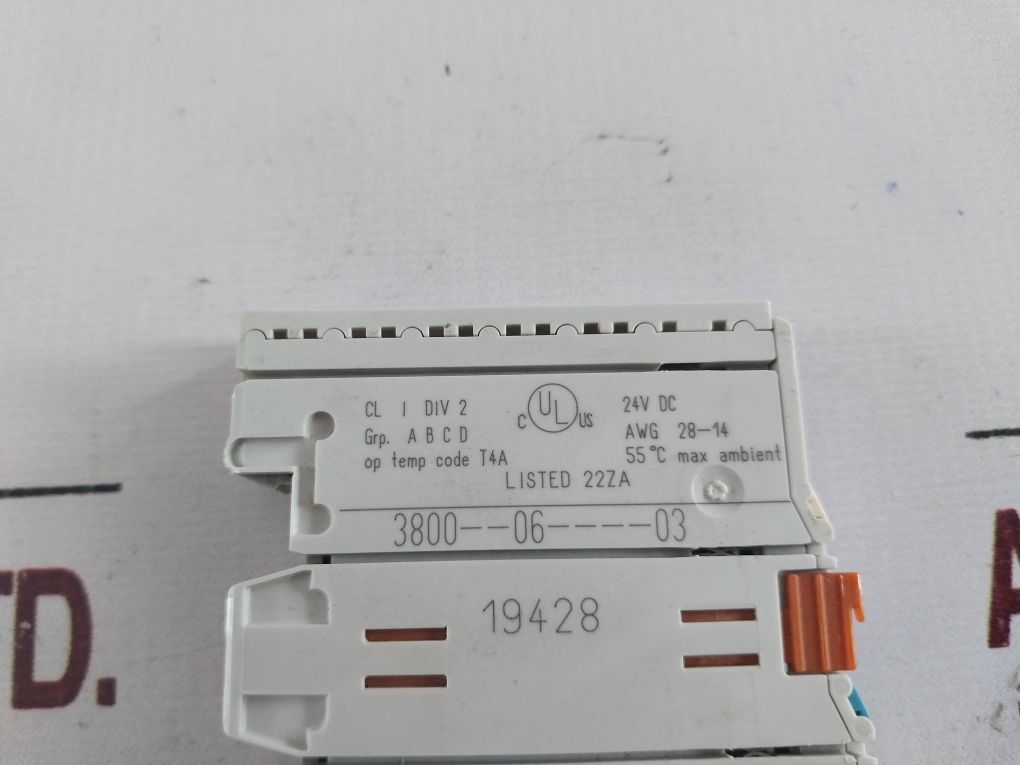 CL I DIV 2
Grp. A B C D
op temp code T4A
C UL US
24V DC
AWG 28-14
55°C max ambient
LISTED 22ZA
3800--06----03
19428
TD.